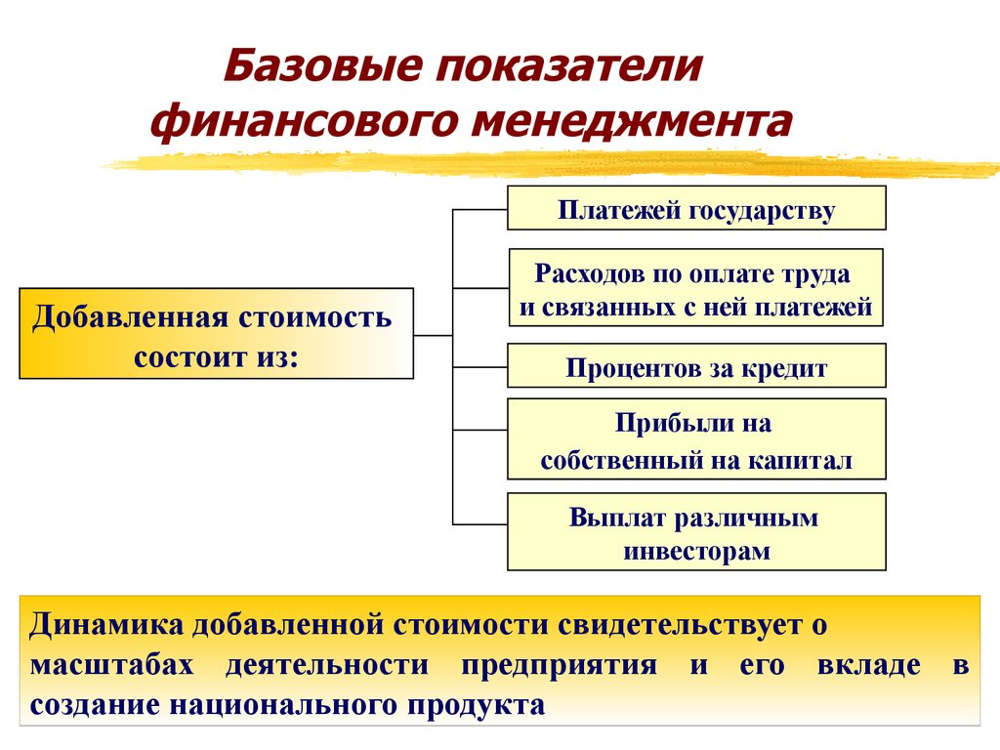 Базовые показатели
финансового менеджмента
Платежей государству
Расходов по оплате труда
и связанных с ней платежей
Добавленная стоимость
состоит из:
Процентов за кредит
Прибыли на
собственный на капитал
Выплат различным
инвесторам
Динамика добавленной стоимости свидетельствует о
масштабах деятельности предприятия и его вкладе в
создание национального продукта